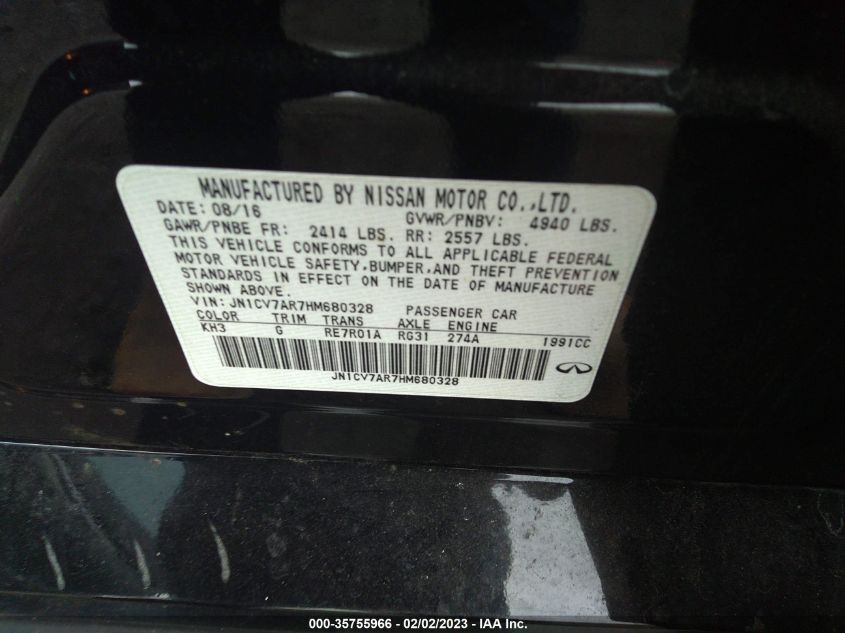 MANUFACTURED BY NISSAN MOTOR CO.,LTD.
DATE: 08/16 GVWR/PNBV: 4940 LBS.
GAWR/PNBE FR: 2414 LBS. RR: 2557 LBS.
THIS VEHICLE CONFORMS TO ALL APPLICABLE FEDERAL
MOTOR VEHICLE SAFETY,BUMPER,AND THEFT PREVENTION
STANDARDS IN EFFECT ON THE DATE OF MANUFACTURE
SHOWN ABOVE.
VIN: JN1CV7AR7HM680328 PASSENGER CAR
COLOR TRIM TRANS AXLE ENGINE
KH3 G RE7R01A RG31 274A 1991CC
JN1CV7AR7HM680328
000-35755966 - 02/02/2023 - IAA Inc.